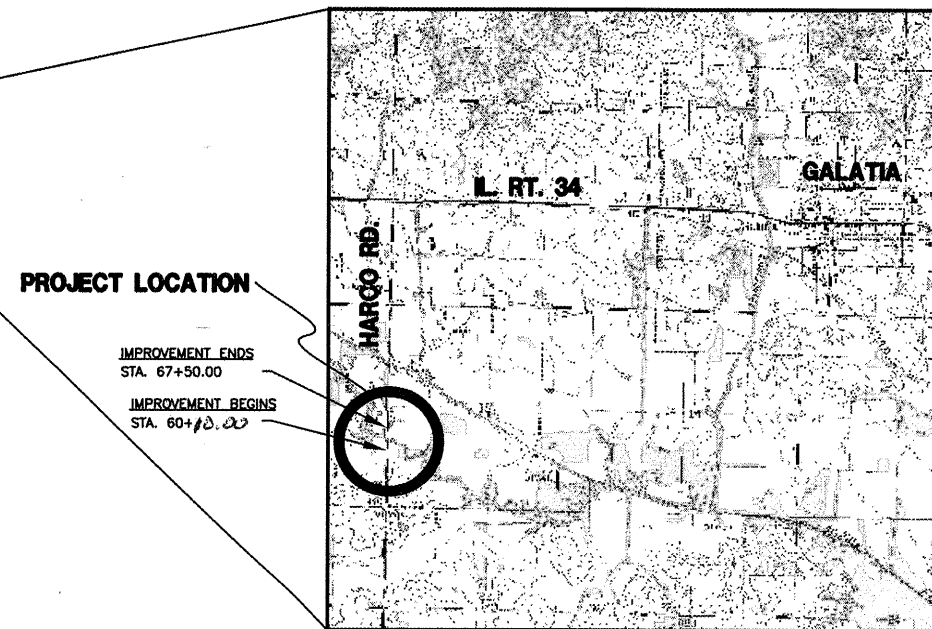 GALATIA
IL. RT. 34
HARCO RD.
PROJECT LOCATION
IMPROVEMENT ENDS
STA. 67+50.00
IMPROVEMENT BEGINS
STA. 60+10.00